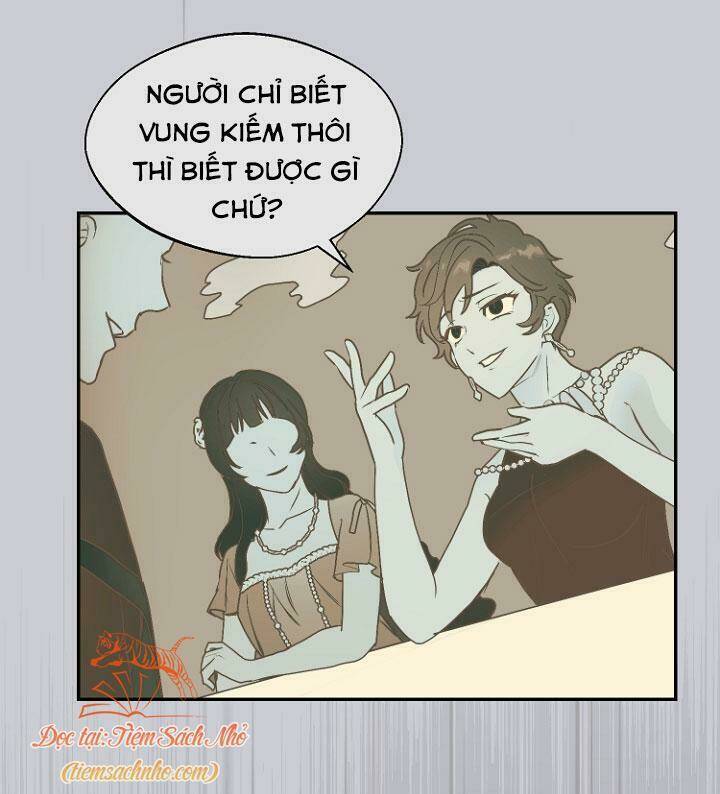 NGƯỜI CHỈ BIẾT
VUNG KIẾM THÔI
THÌ BIẾT ĐƯỢC GÌ
CHỨ?
Đọc tại: Tiệm Sách Nhỏ
(tiemsachnho.com)